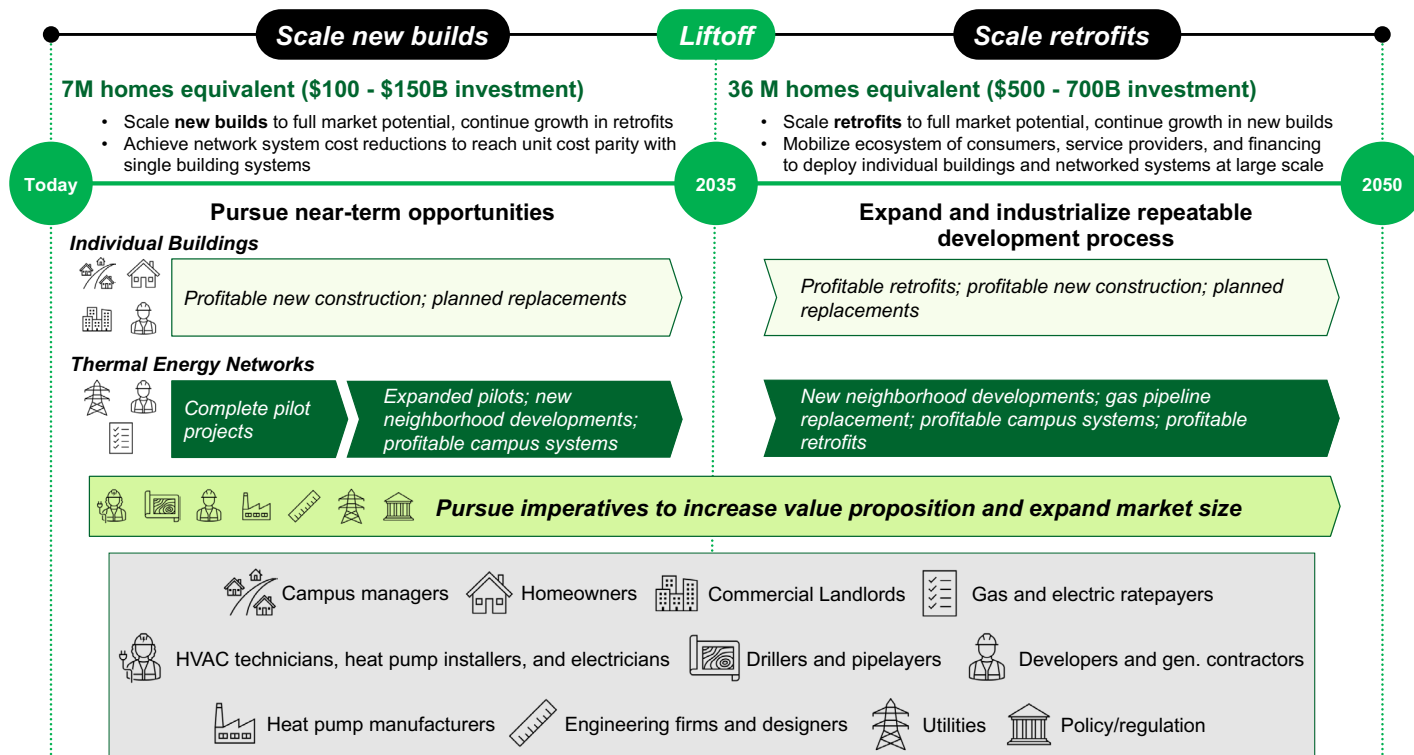 Scale new builds
Liftoff
Scale retrofits
7M homes equivalent ($100 - $150B investment)
• Scale new builds to full market potential, continue growth in retrofits
• Achieve network system cost reductions to reach unit cost parity with
single building systems
36 M homes equivalent ($500 - 700B investment)
• Scale retrofits to full market potential, continue growth in new builds
• Mobilize ecosystem of consumers, service providers, and financing
to deploy individual buildings and networked systems at large scale
Today
2035
2050
Pursue near-term opportunities
Expand and industrialize repeatable
development process
Individual Buildings
Profitable new construction; planned replacements
Profitable retrofits; profitable new construction; planned
replacements
Thermal Energy Networks
Complete pilot
projects
Expanded pilots; new
neighborhood developments;
profitable campus systems
New neighborhood developments; gas pipeline
replacement; profitable campus systems; profitable
retrofits
Pursue imperatives to increase value proposition and expand market size
Campus managers
Homeowners
Commercial Landlords
Gas and electric ratepayers
HVAC technicians, heat pump installers, and electricians
Drillers and pipelayers
Developers and gen. contractors
Heat pump manufacturers
Engineering firms and designers
Utilities
Policy/regulation